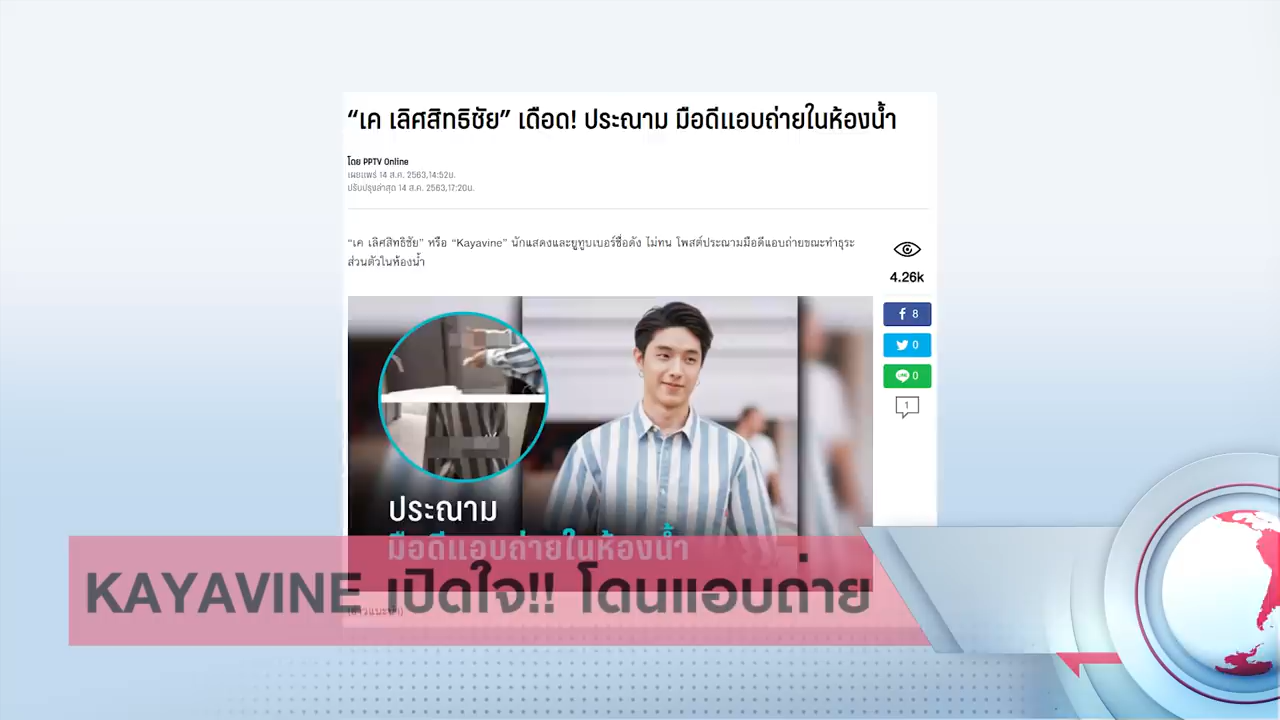 “เค เลิศสิทธิชัย” เดือด! ประณาม มือดีแอบถ่ายในห้องน้ำ
โดย PPTV Online
เผยแพร่ 14 ส.ค. 2563,14:52น.
ปรับปรุงล่าสุด 14 ส.ค. 2563,17:20น.
“เค เลิศสิทธิชัย” หรือ “Kayavine” นักแสดงและยูทูบเบอร์ชื่อดัง ไม่ทน โพสต์ประณามมือดีแอบถ่ายขณะทำธุระ
ส่วนตัวในห้องน้ำ
4.26k
8
0
LINE 0
1
ประณาม
มือดีแอบถ่ายในห้องน้ำ
KAYAVINE เปิดใจ!! โดนแอบถ่าย